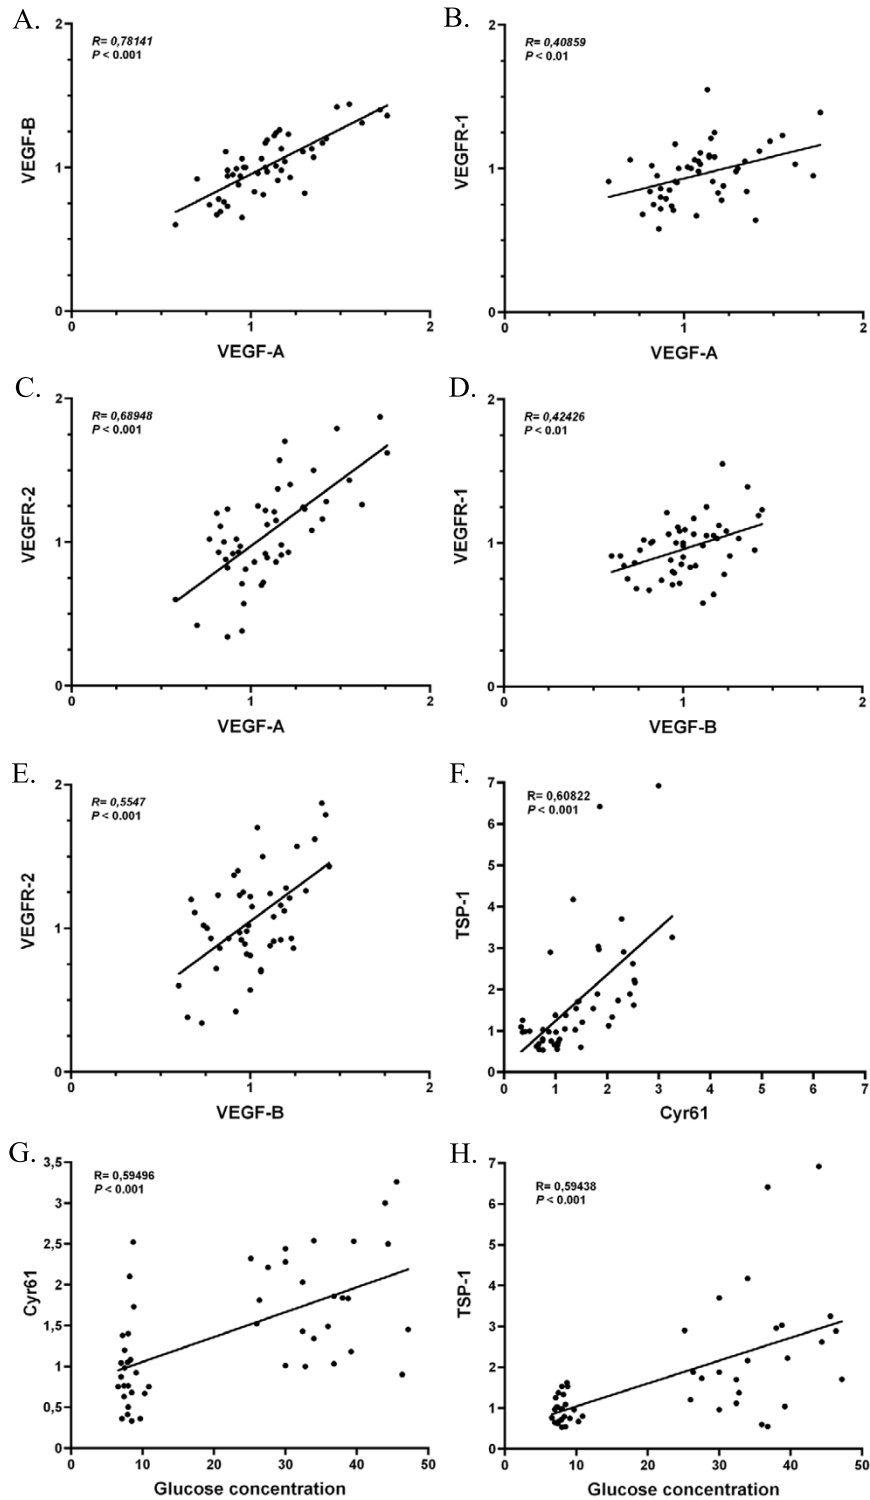 A.
R= 0,78141
P < 0.001
VEGF-B
2
1
0
0
1
2
VEGF-A
B.
R= 0,40859
P < 0.01
VEGFR-1
2
1
0
0
1
2
VEGF-A
C.
R= 0,68948
P < 0.001
VEGFR-2
2
1
0
0
1
2
VEGF-A
D.
R= 0,42426
P < 0.01
VEGFR-1
2
1
0
0
1
2
VEGF-B
E.
R= 0,5547
P < 0.001
VEGFR-2
2
1
0
0
1
2
VEGF-B
F.
R= 0,60822
P < 0.001
TSP-1
7
6
5
4
3
2
1
0
0 1 2 3 4 5 6 7
Cyr61
G.
R= 0,59496
P < 0.001
Cyr61
3,5
3
2,5
2
1,5
1
0,5
0
0 10 20 30 40 50
Glucose concentration
H.
R= 0,59438
P < 0.001
TSP-1
7
6
5
4
3
2
1
0
0 10 20 30 40 50
Glucose concentration